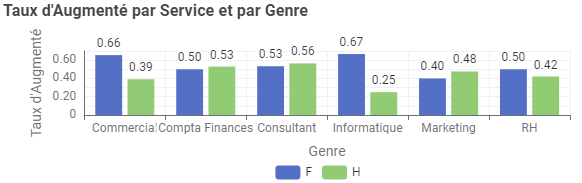 Taux d'Augmenté par Service et par Genre
Taux d'Augmenté
0.60
0.40
0.20
0
0.66 0.39 0.50 0.53 0.53 0.56 0.67 0.25 0.40 0.48 0.50 0.42
Commercial Compta Finances Consultant Informatique Marketing RH
Genre
F H